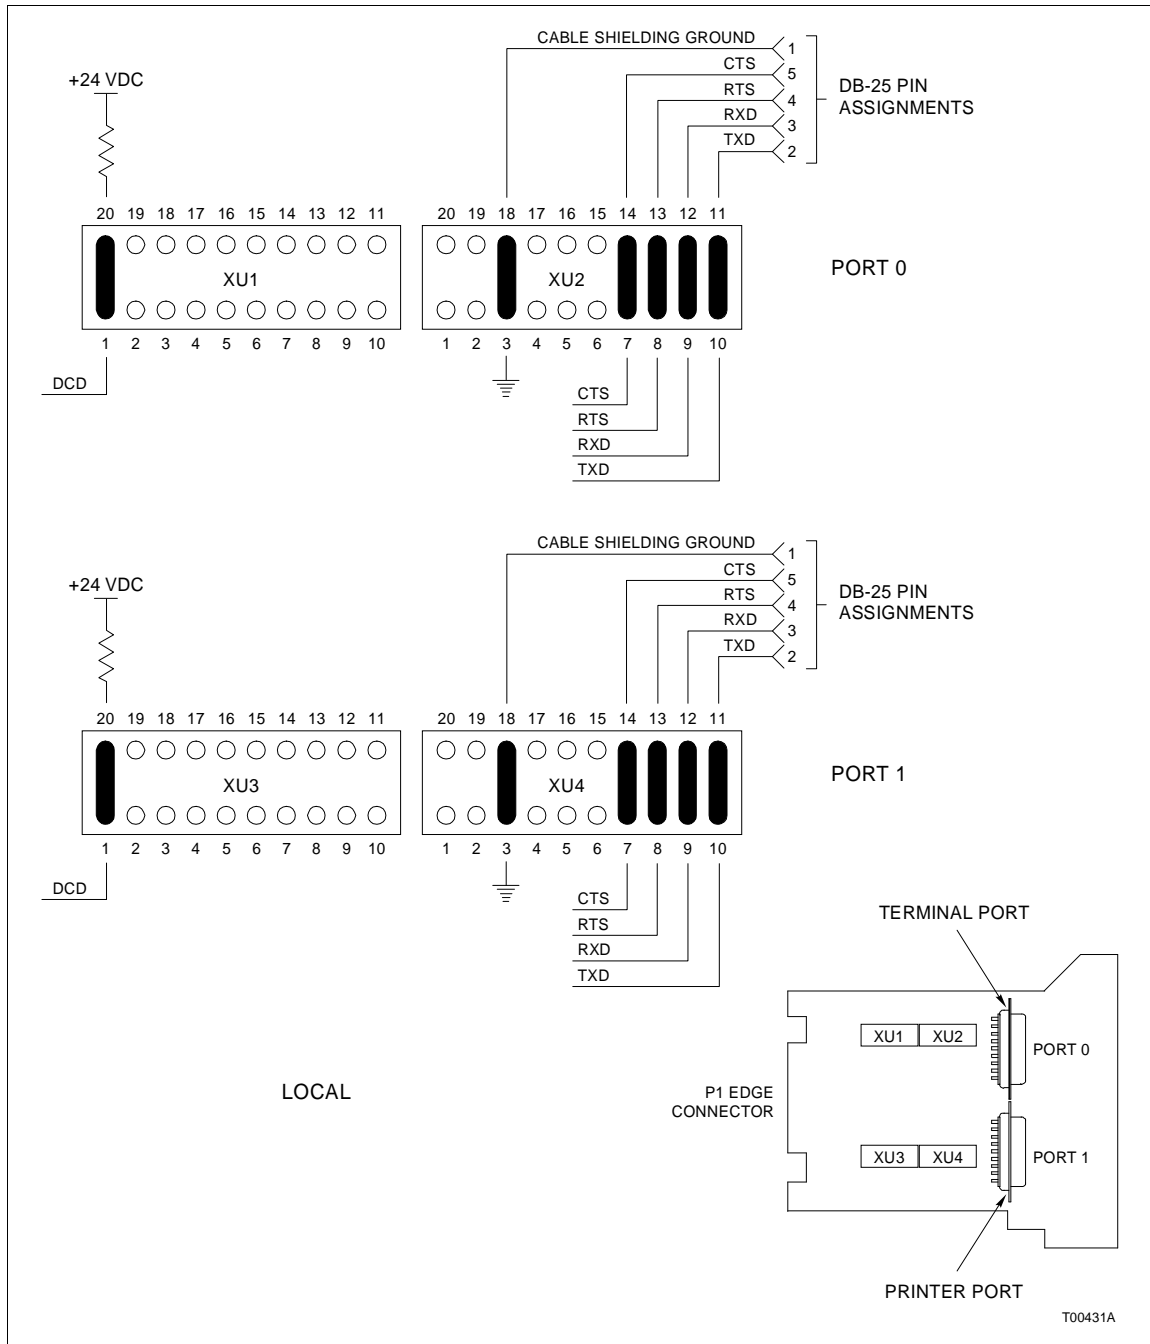 CABLE SHIELDING GROUND 1
CTS 5
RTS 4
RXD 3
TXD 2
DB-25 PIN
ASSIGNMENTS
+24 VDC
20 19 18 17 16 15 14 13 12 11
XU1
1 2 3 4 5 6 7 8 9 10
DCD
20 19 18 17 16 15 14 13 12 11
XU2
1 2 3 4 5 6 7 8 9 10
PORT 0
CTS
RTS
RXD
TXD
CABLE SHIELDING GROUND 1
CTS 5
RTS 4
RXD 3
TXD 2
DB-25 PIN
ASSIGNMENTS
+24 VDC
20 19 18 17 16 15 14 13 12 11
XU3
1 2 3 4 5 6 7 8 9 10
DCD
20 19 18 17 16 15 14 13 12 11
XU4
1 2 3 4 5 6 7 8 9 10
PORT 1
CTS
RTS
RXD
TXD
LOCAL
TERMINAL PORT
XU1 XU2
PORT 0
P1 EDGE
CONNECTOR
XU3 XU4
PORT 1
PRINTER PORT
T00431A